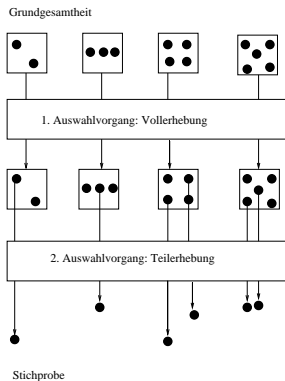 Grundgesamtheit
1. Auswahlvorgang: Vollerhebung
2. Auswahlvorgang: Teilerhebung
Stichprobe